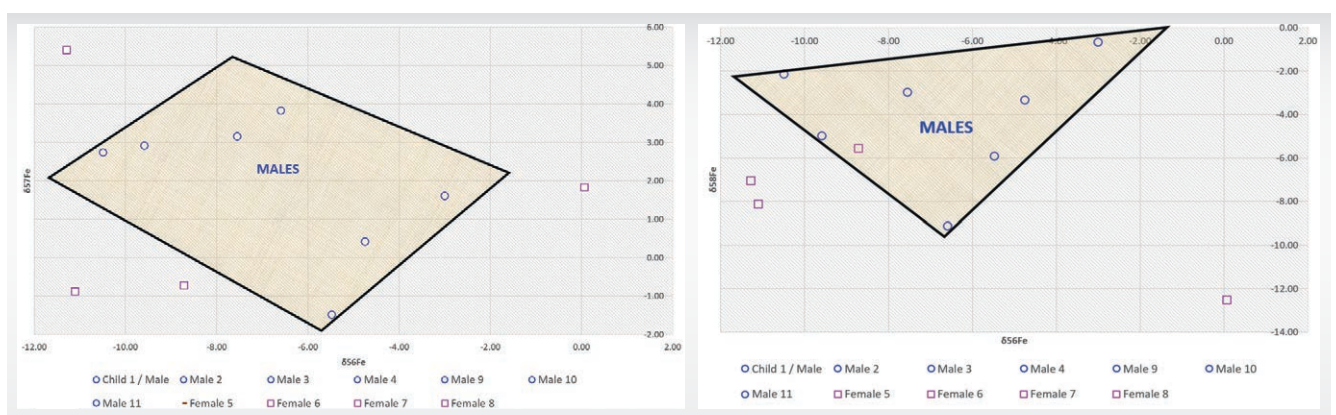 6.00
5.00
4.00
3.00
2.00
1.00
0.00
-1.00
-2.00
δ57Fe
MALES
-12.00 -10.00 -8.00 -6.00 -4.00 -2.00 0.00 2.00
δ56Fe
Child 1 / Male Male 2 Male 3 Male 4 Male 9 Male 10
Male 11 Female 5 Female 6 Female 7 Female 8
-12.00 -10.00 -8.00 -6.00 -4.00 -2.00 0.00 2.00
0.00
-2.00
-4.00
-6.00
-8.00
-10.00
-12.00
-14.00
δ58Fe
MALES
δ56Fe
Child 1 / Male Male 2 Male 3 Male 4 Male 9 Male 10
Male 11 Female 5 Female 6 Female 7 Female 8